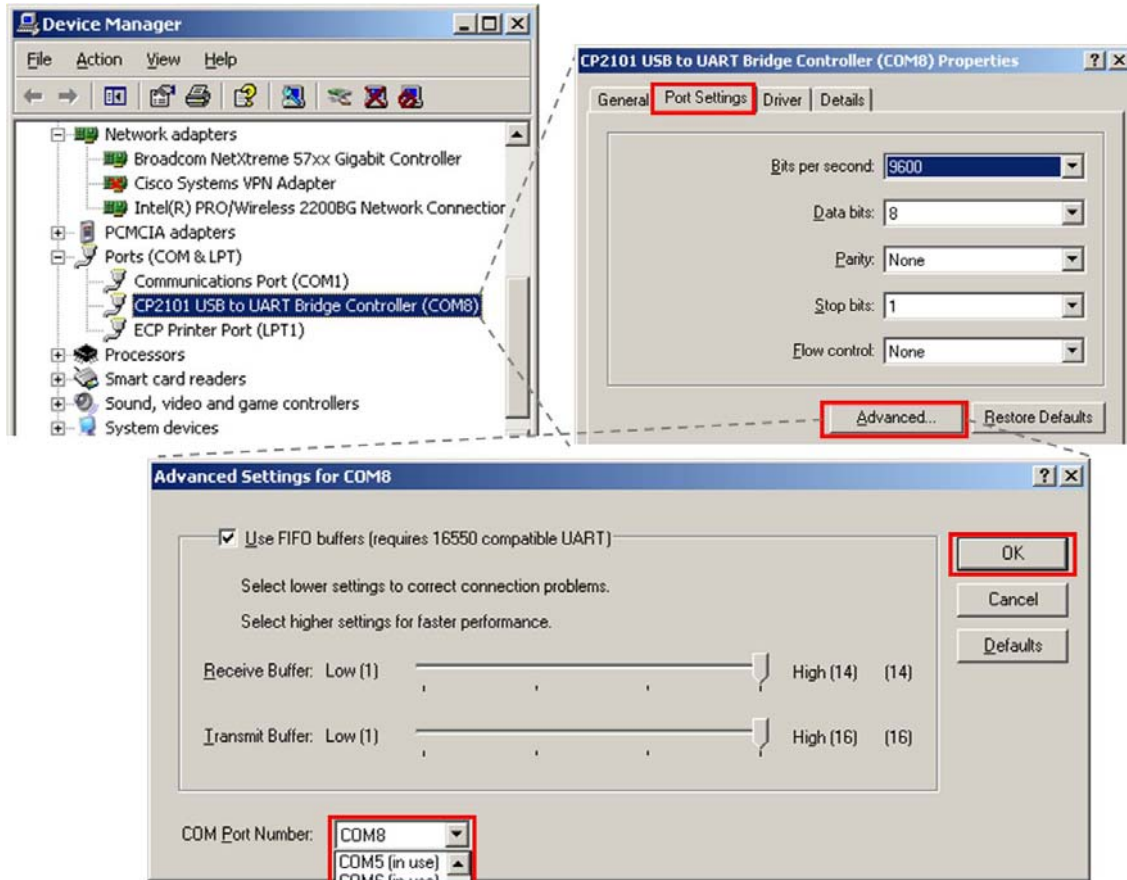 Device Manager
File Action View Help
Network adapters
Broadcom NetXtreme 57xx Gigabit Controller
Cisco Systems VPN Adapter
Intel(R) PRO/Wireless 2200BG Network Connection
PCMCIA adapters
Ports (COM & LPT)
Communications Port (COM1)
CP2101 USB to UART Bridge Controller (COM8)
ECP Printer Port (LPT1)
Processors
Smart card readers
Sound, video and game controllers
System devices
CP2101 USB to UART Bridge Controller (COM8) Properties
General Port Settings Driver Details
Bits per second: 9600
Data bits: 8
Parity: None
Stop bits: 1
Flow control: None
Advanced... Restore Defaults
Advanced Settings for COM8
Use FIFO buffers (requires 16550 compatible UART)
OK
Select lower settings to correct connection problems.
Cancel
Select higher settings for faster performance.
Defaults
Receive Buffer: Low (1) High (14) (14)
Transmit Buffer: Low (1) High (16) (16)
COM Port Number: COM8
COM5 (in use)
COM6 (in use)